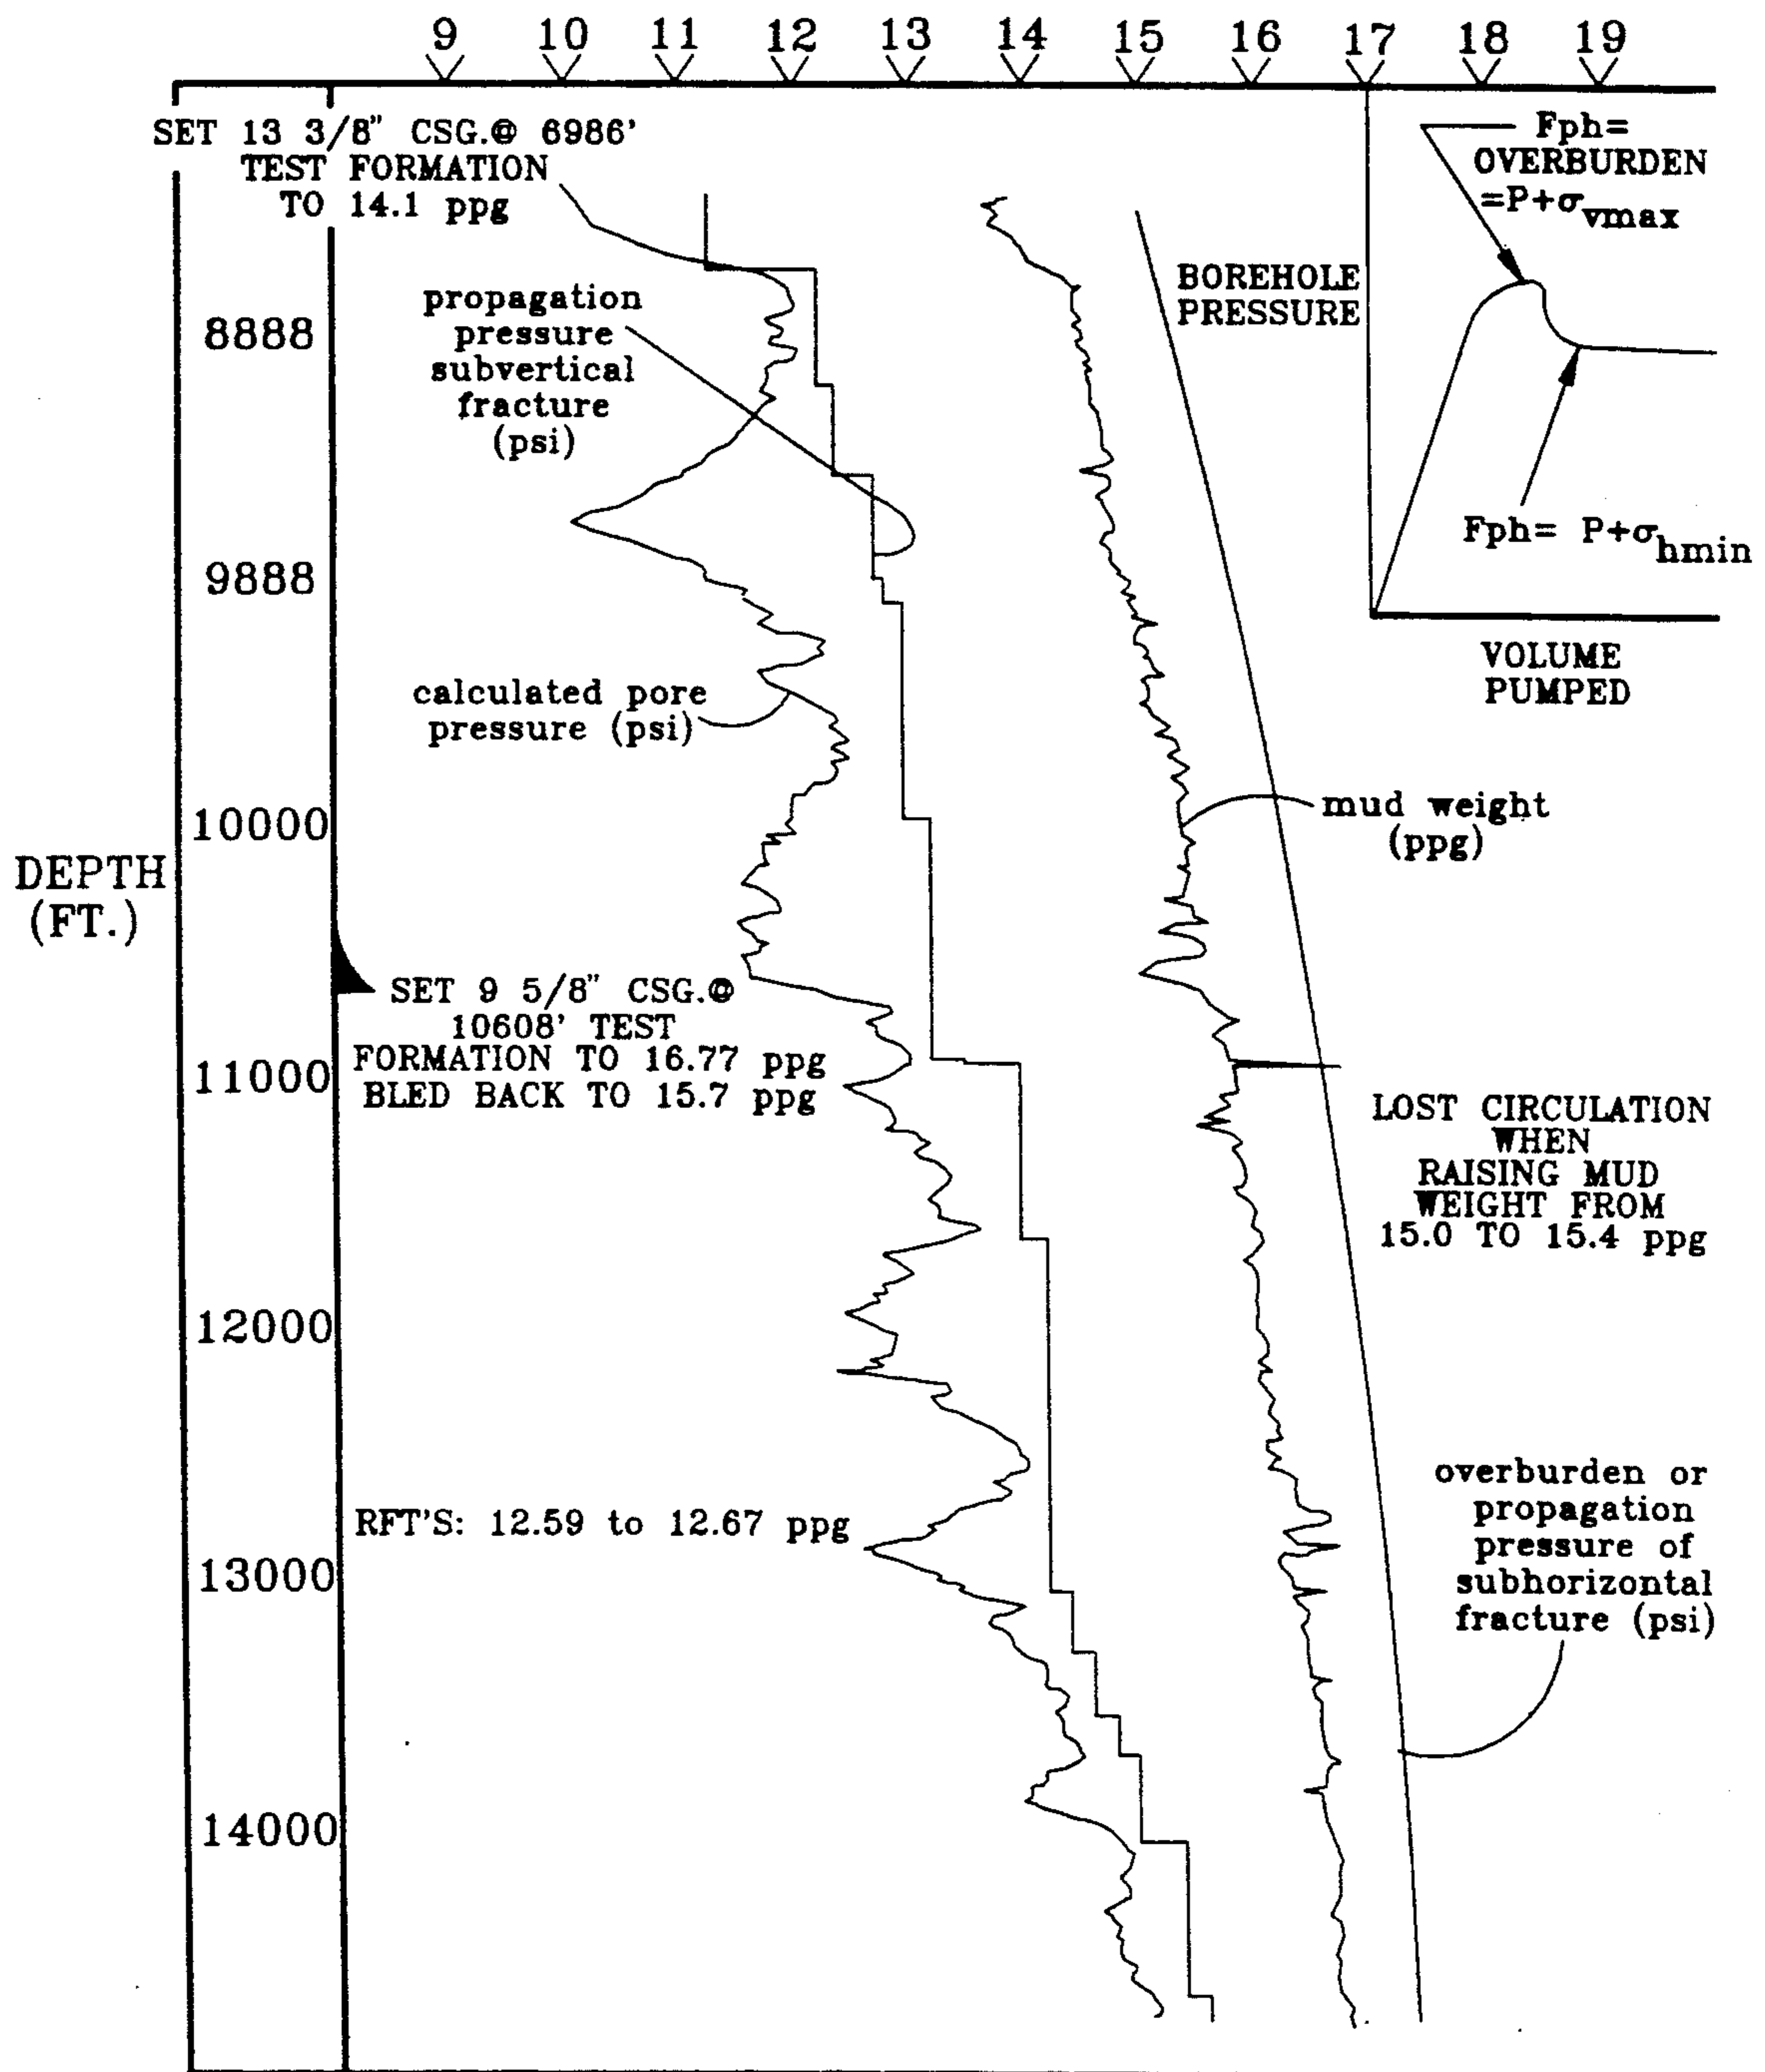 9 10 11 12 13 14 15 16 17 18 19
SET 13 3/8" CSG.@ 6986'
TEST FORMATION
TO 14.1 ppg
Fph=
OVERBURDEN
=P+σvmax
BOREHOLE
PRESSURE
propagation
pressure
subvertical
fracture
(psi)
8888
Fph= P+σhmin
9888
VOLUME
PUMPED
calculated pore
pressure (psi)
mud weight
(ppg)
10000
DEPTH
(FT.)
SET 9 5/8" CSG.@
10608' TEST
FORMATION TO 16.77 ppg
BLED BACK TO 15.7 ppg
11000
LOST CIRCULATION
WHEN
RAISING MUD
WEIGHT FROM
15.0 TO 15.4 ppg
12000
overburden or
propagation
pressure of
subhorizontal
fracture (psi)
RFT'S: 12.59 to 12.67 ppg
13000
14000